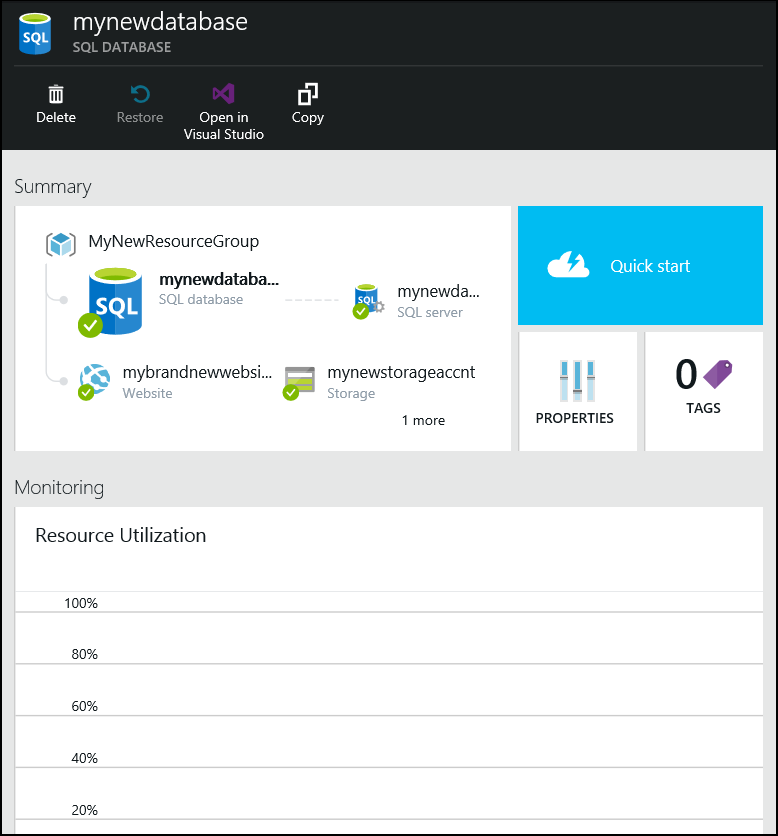 mynewdatabase
SQL DATABASE
Delete
Restore
Open in
Visual Studio
Copy
Summary
MyNewResourceGroup
mynewdataba...
SQL database
mynewda...
SQL server
mybrandnewwebsi...
Website
mynewstorageaccnt
Storage
1 more
Quick start
PROPERTIES
0
TAGS
Monitoring
Resource Utilization
100%
80%
60%
40%
20%
SQL
SQL
SQL